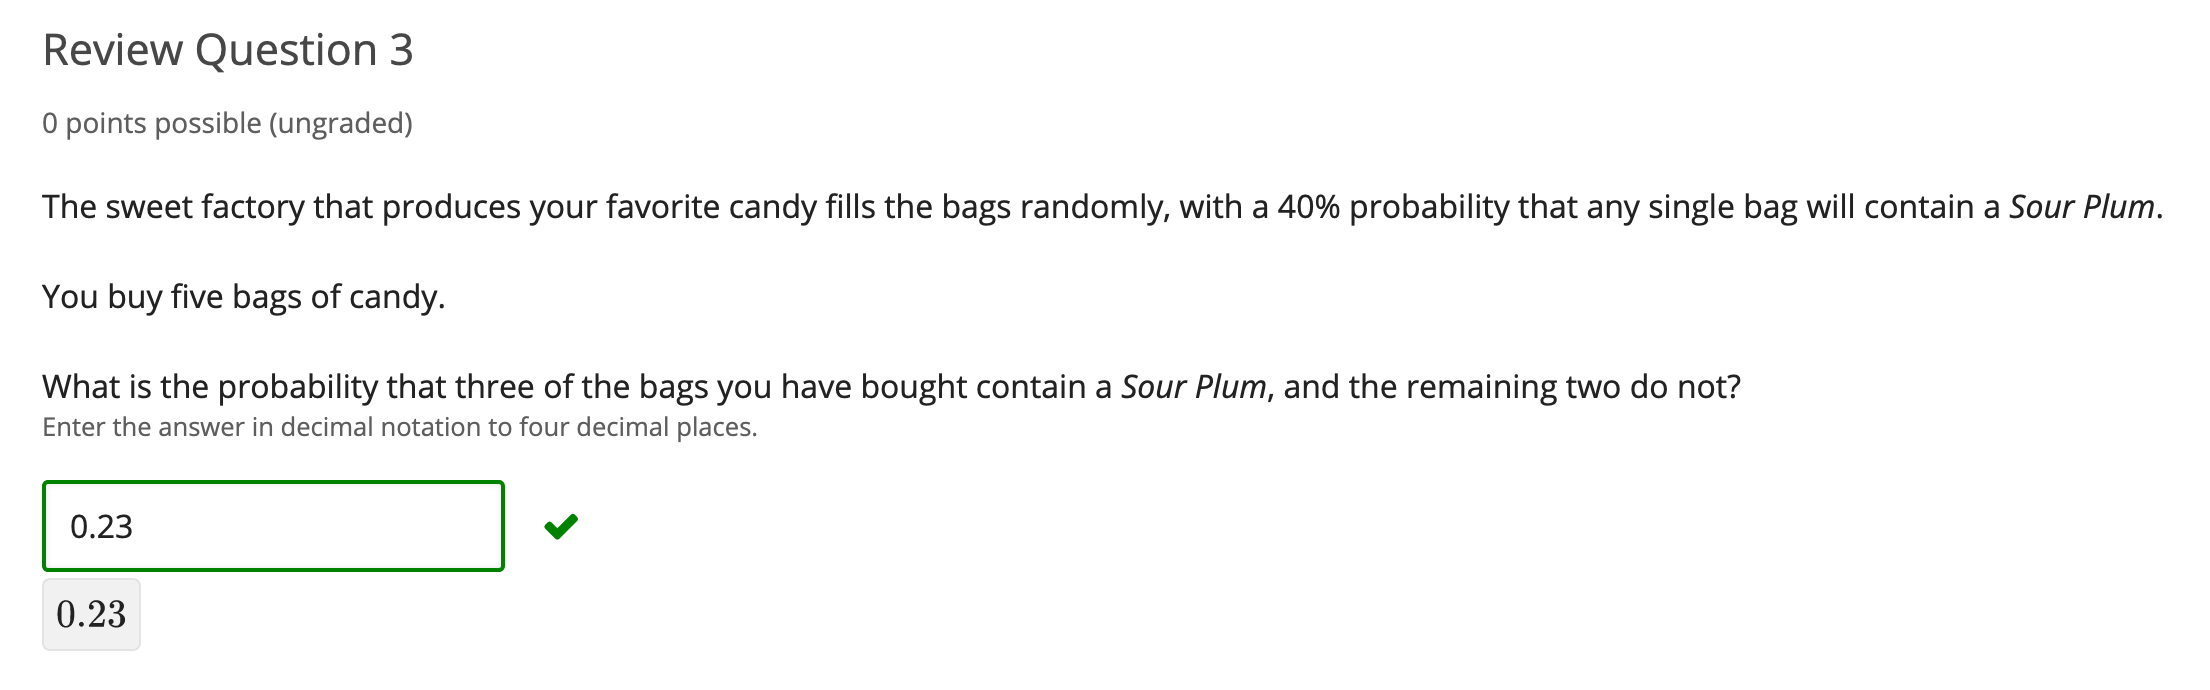 Review Question 3
0 points possible (ungraded)
The sweet factory that produces your favorite candy fills the bags randomly, with a 40% probability that any single bag will contain a Sour Plum.
You buy five bags of candy.
What is the probability that three of the bags you have bought contain a Sour Plum, and the remaining two do not?
Enter the answer in decimal notation to four decimal places.
0.23
0.23